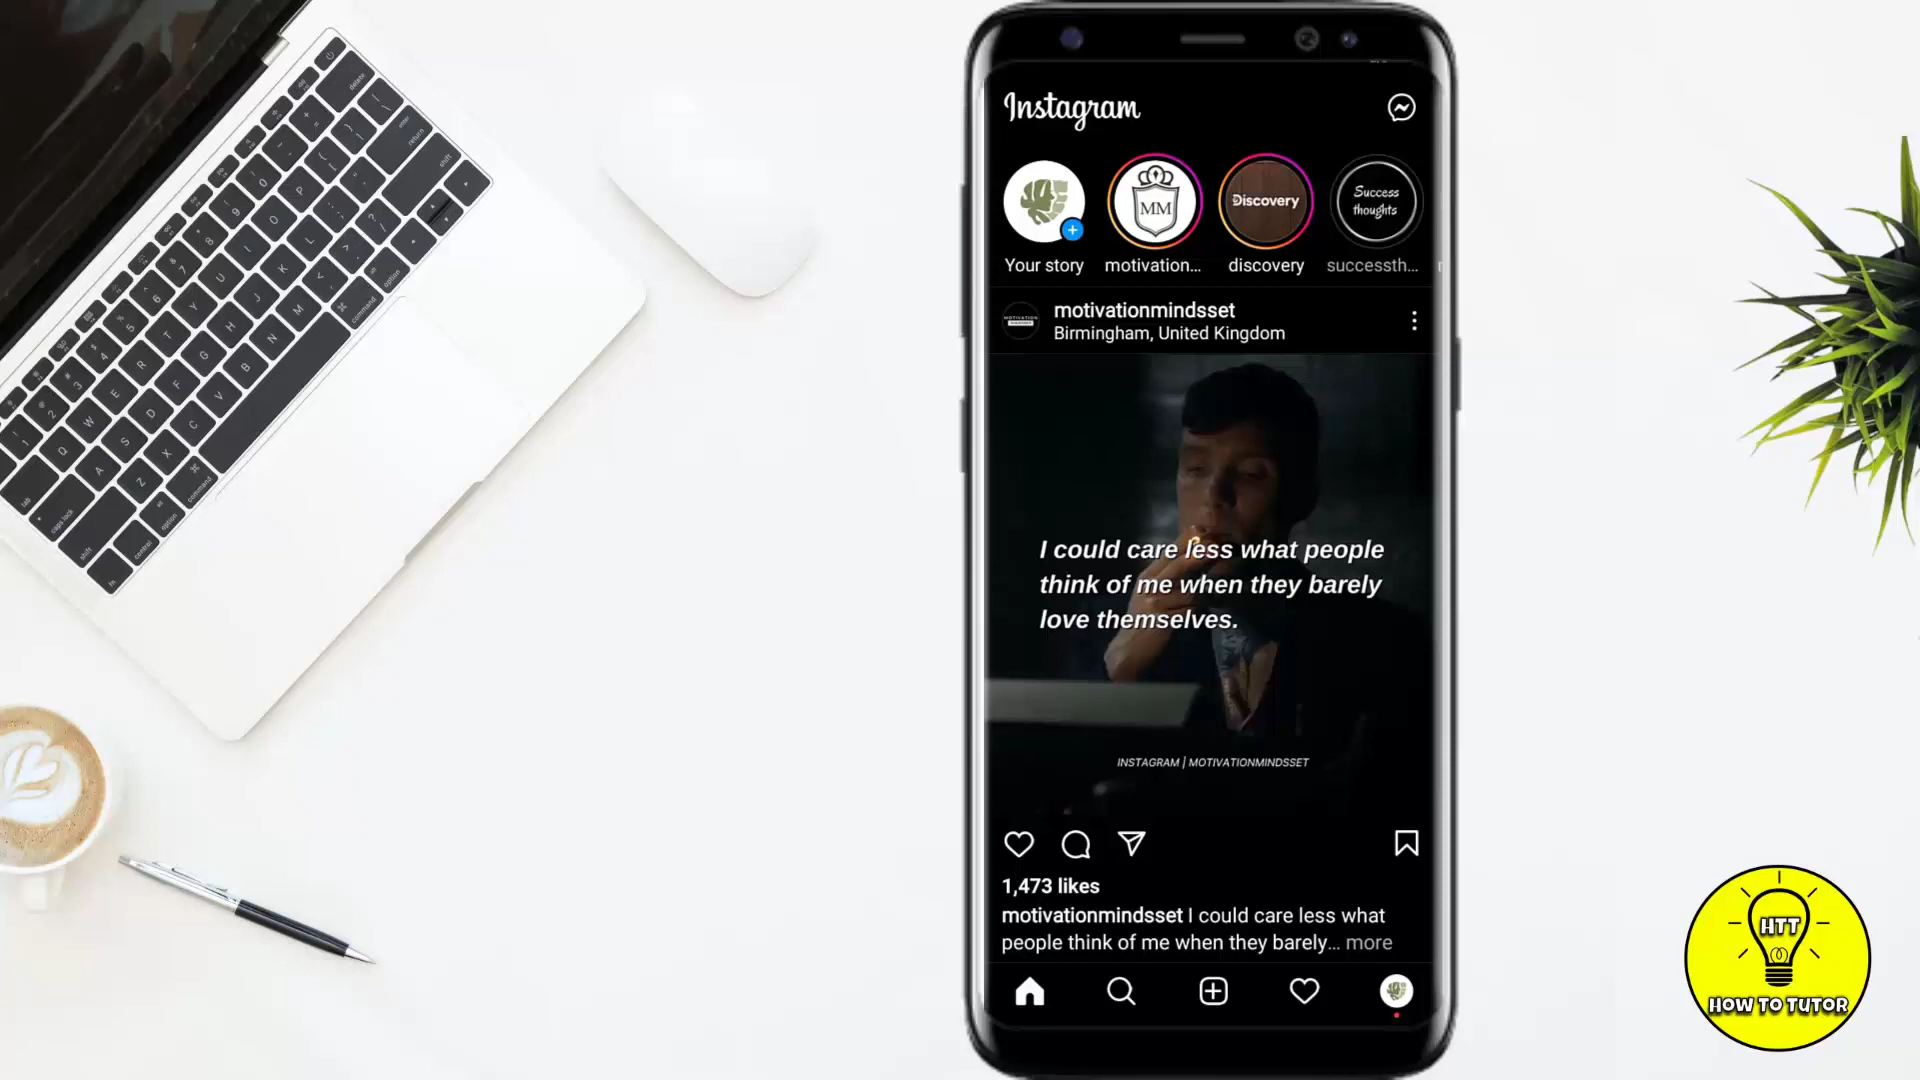 Instagram
MM
Discovery
Success
thoughts
Your story
motivation...
discovery
successth...
motivationmindsset
Birmingham, United Kingdom
I could care less what people
think of me when they barely
love themselves.
INSTAGRAM | MOTIVATIONMINDSSET
1,473 likes
motivationmindsset I could care less what
people think of me when they barely... more
HTT
HOW TO TUTOR